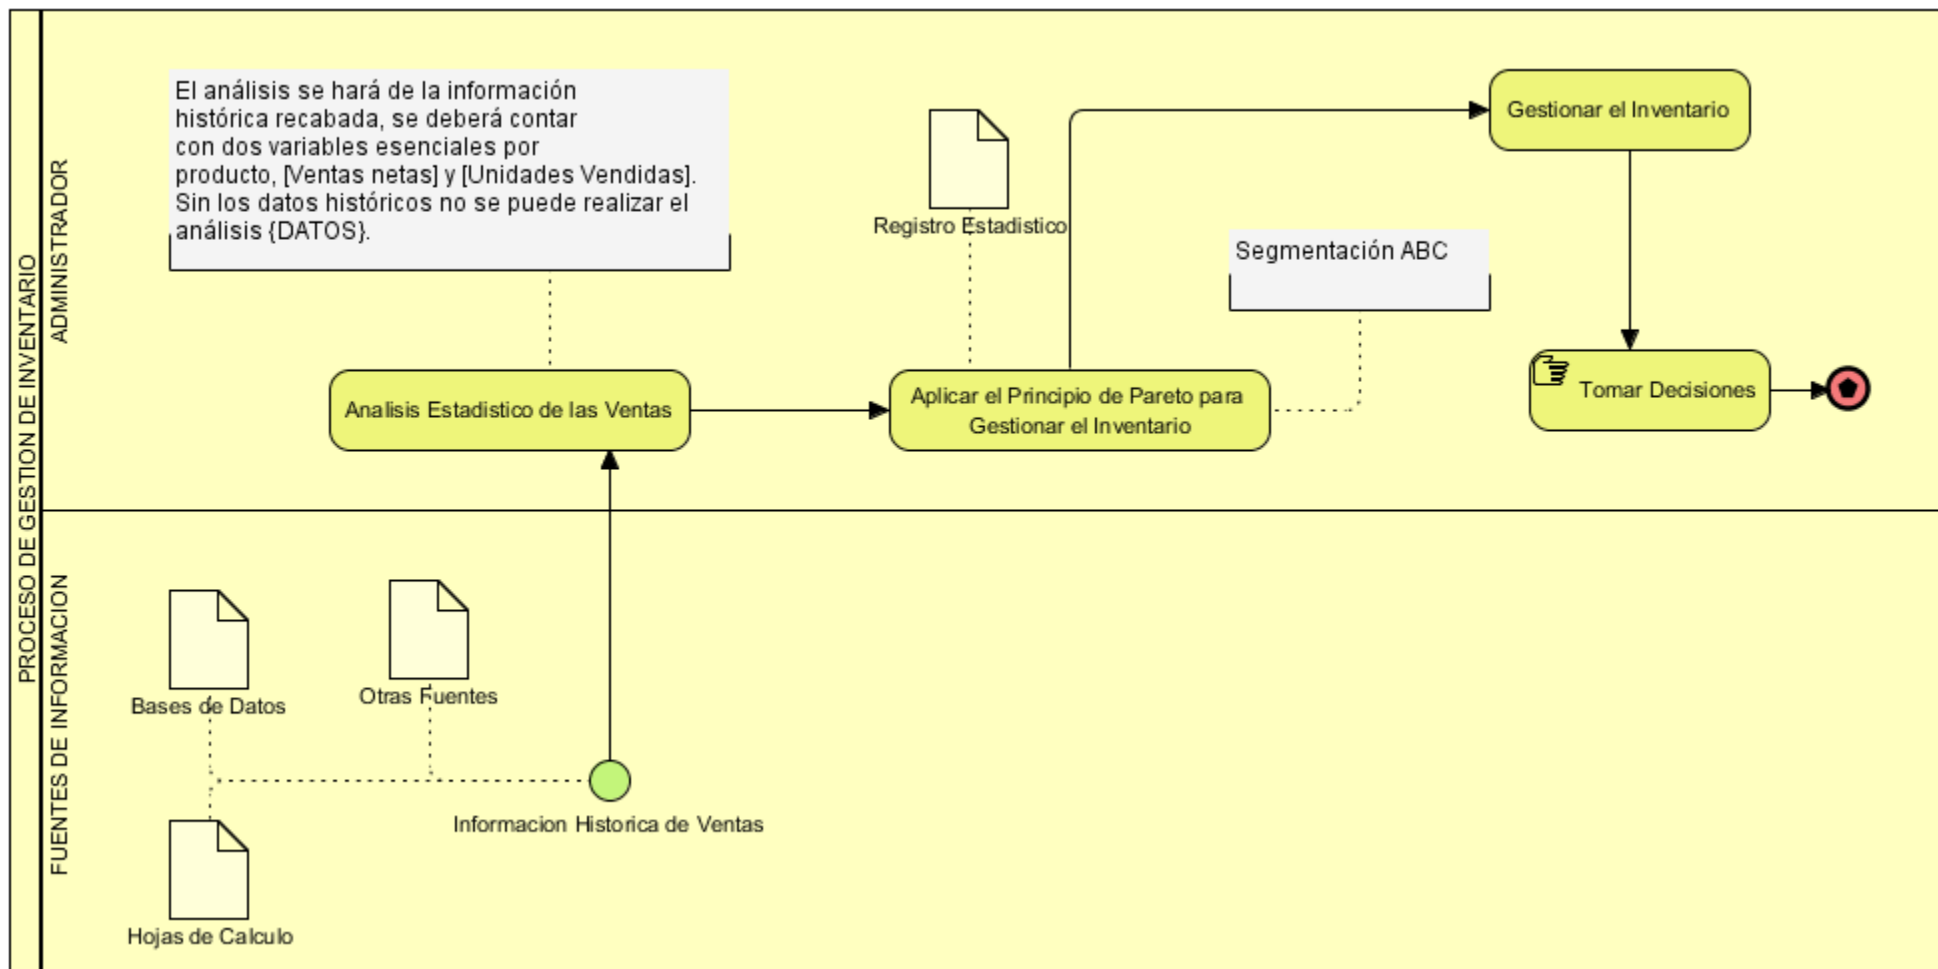 PROCESO DE GESTION DE INVENTARIO
ADMINISTRADOR
El análisis se hará de la información
histórica recabada, se deberá contar
con dos variables esenciales por
producto, [Ventas netas] y [Unidades Vendidas].
Sin los datos históricos no se puede realizar el
análisis {DATOS}.
Registro Estadistico
Segmentación ABC
Gestionar el Inventario
Analisis Estadistico de las Ventas
Aplicar el Principio de Pareto para
Gestionar el Inventario
Tomar Decisiones
FUENTES DE INFORMACION
Bases de Datos
Otras Fuentes
Informacion Historica de Ventas
Hojas de Calculo